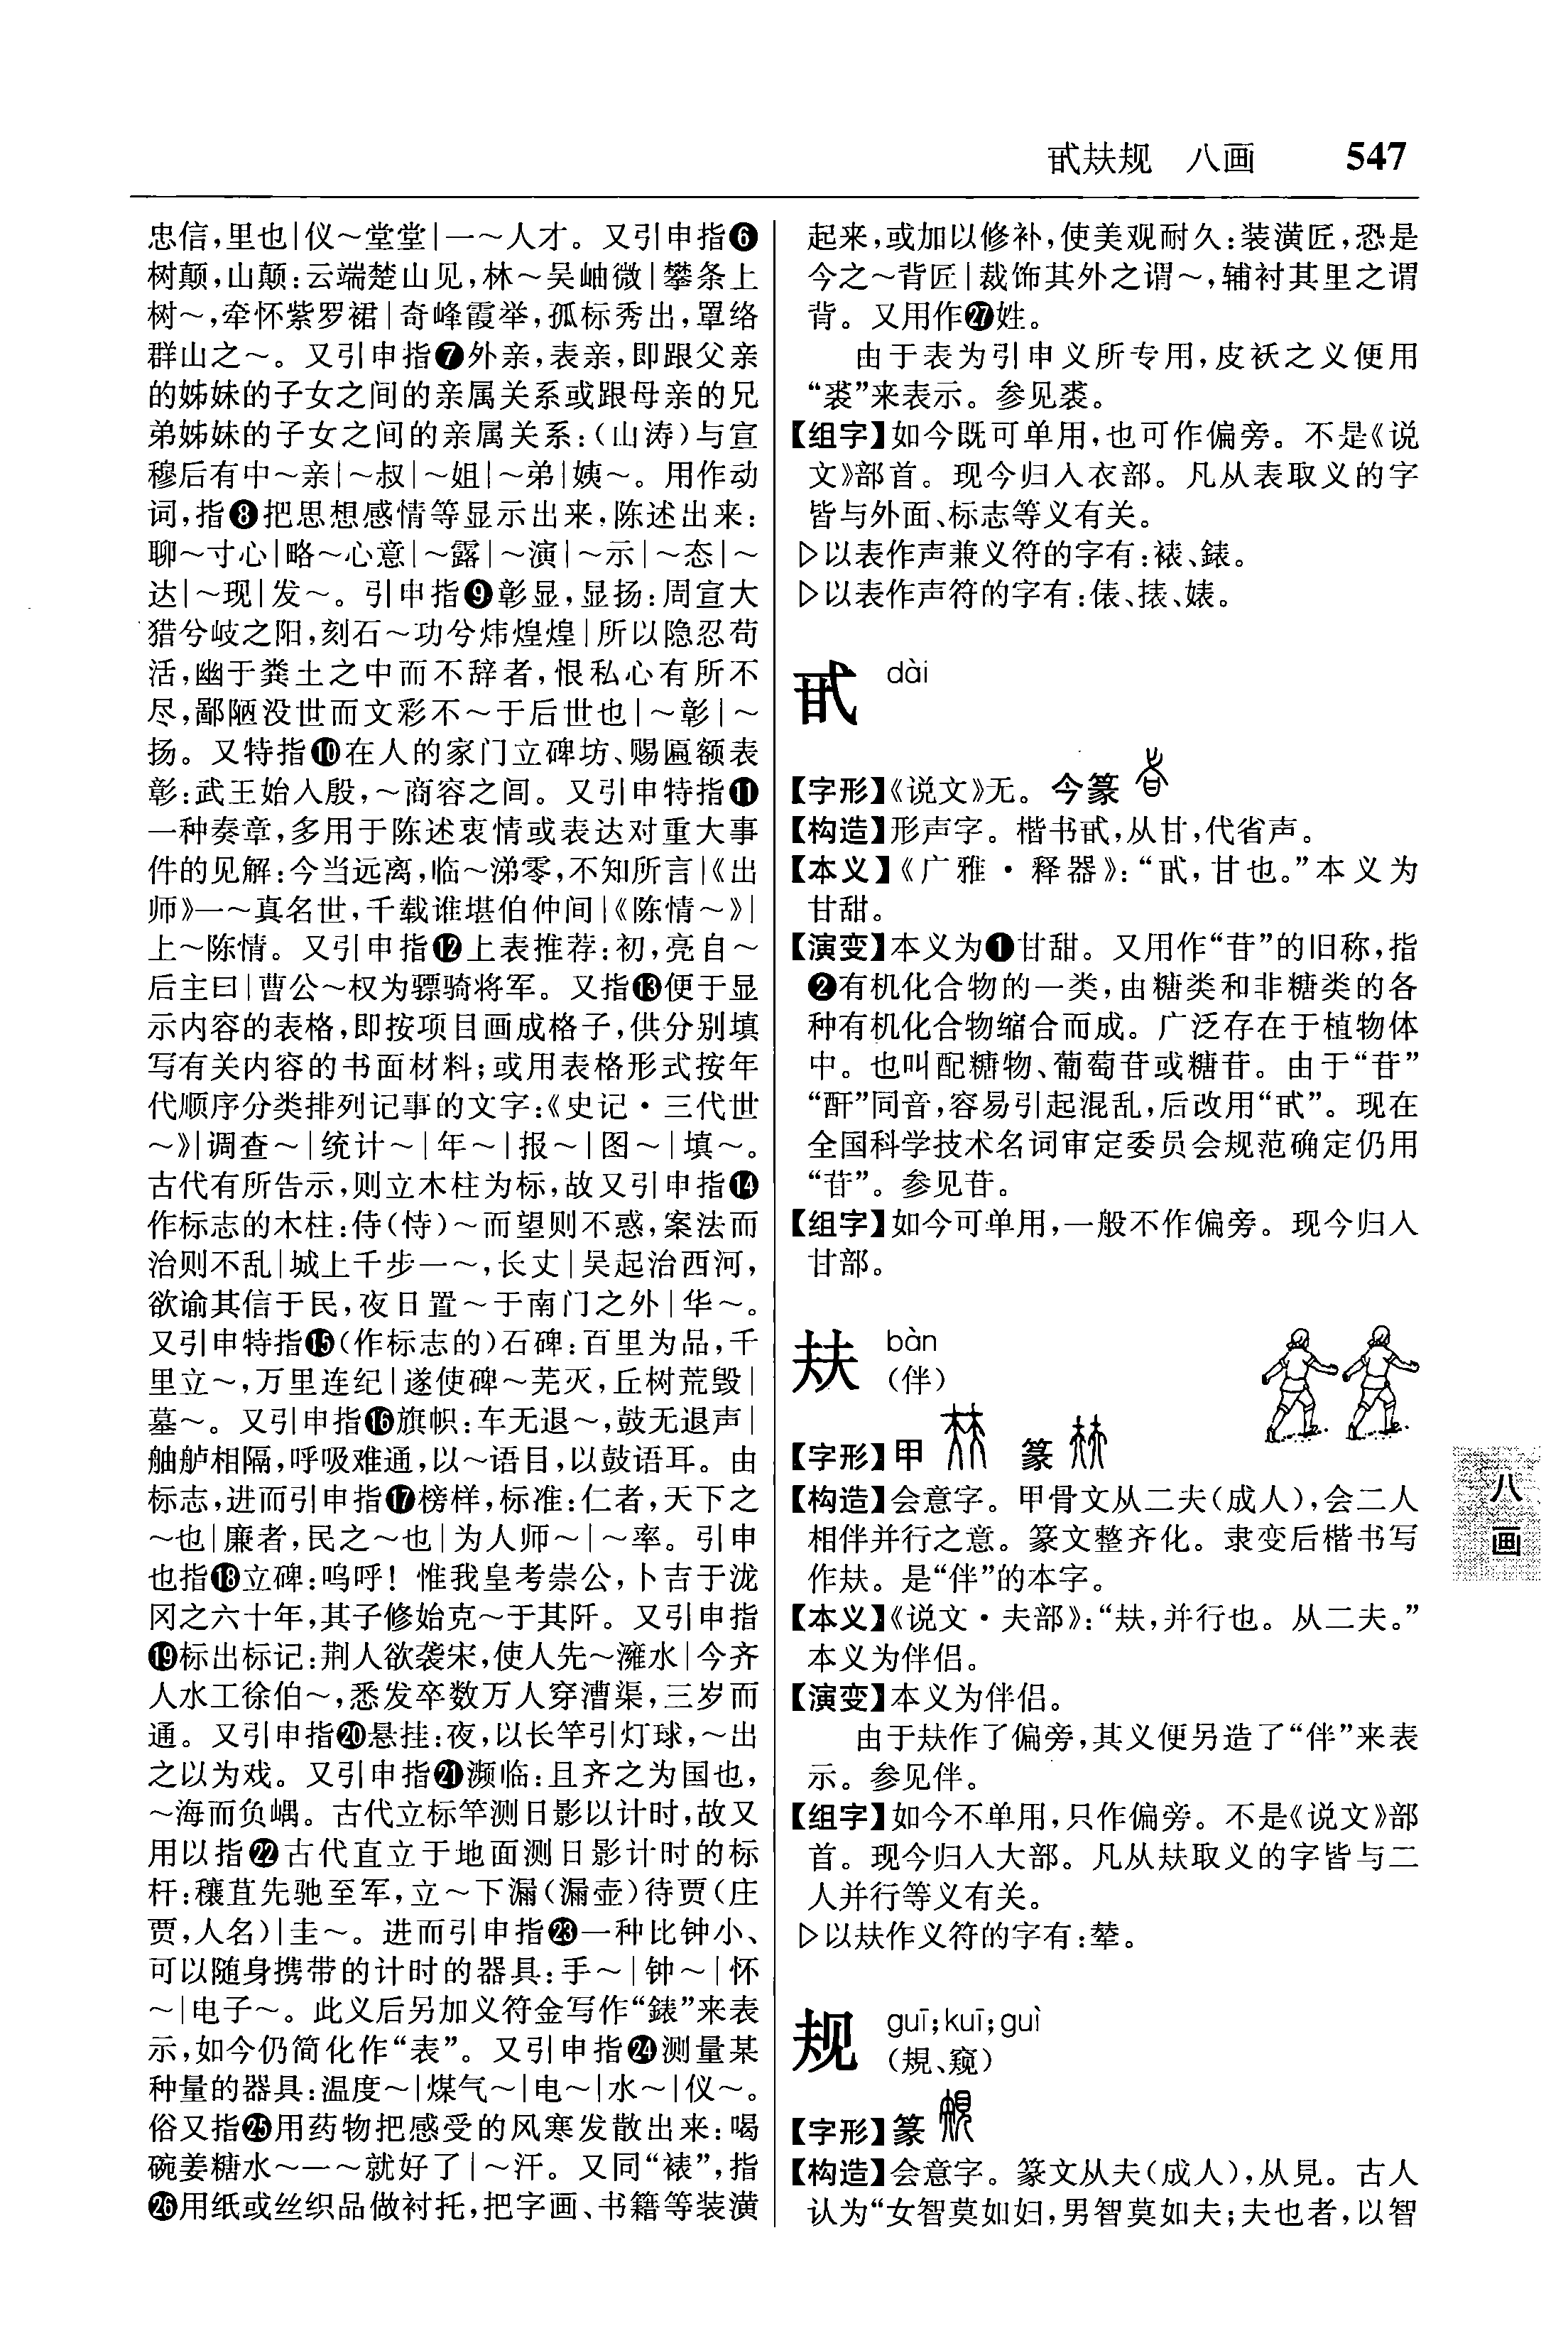 甙㚘规 八画 547
忠信,里也|仪～堂堂|一～人才。又引申指❻
树颠,山颠:云端楚山见,林～吴岫微|攀条上
树～,牵怀紫罗裙|奇峰霞举,孤标秀出,罩络
群山之～。又引申指❼外亲,表亲,即跟父亲
的姊妹的子女之间的亲属关系或跟母亲的兄
弟姊妹的子女之间的亲属关系:(山涛)与宣
穆后有中～亲|～叔|～姐|～弟|姨～。用作动
词,指❽把思想感情等显示出来,陈述出来:
聊～寸心|略～心意|～露|～演|～示|～态|～
达|～现|发～。引申指❾彰显,显扬:周宣大
猎兮岐之阳,刻石～功兮炜煌煌|所以隐忍苟
活,幽于粪土之中而不辞者,恨私心有所不
尽,鄙陋没世而文彩不～于后世也|～彰|～
扬。又特指❿在人的家门立碑坊、赐匾额表
彰:武王始入殷,～商容之闾。又引申特指⓫
一种奏章,多用于陈述衷情或表达对重大事
件的见解:今当远离,临～涕零,不知所言|《出
师》一～真名世,千载谁堪伯仲间|《陈情～》|
上～陈情。又引申指⓬上表推荐:初,亮自～
后主曰|曹公～权为骠骑将军。又指⓭便于显
示内容的表格,即按项目画成格子,供分别填
写有关内容的书面材料;或用表格形式按年
代顺序分类排列记事的文字:《史记·三代世
～》|调查～|统计～|年～|报～|图～|填～。
古代有所告示,则立木柱为标,故又引申指⓮
作标志的木柱:侍(恃)～而望则不惑,案法而
治则不乱|城上千步一～,长丈|吴起治西河,
欲谕其信于民,夜日置～于南门之外|华～。
又引申特指⓯(作标志的)石碑:百里为品,千
里立～,万里连纪|遂使碑～芜灭,丘树荒毁|
墓～。又引申指⓰旗帜:车无退～,鼓无退声|
舳舻相隔,呼吸难通,以～语目,以鼓语耳。由
标志,进而引申指⓱榜样,标准:仁者,天下之
～也|廉者,民之～也|为人师～|～率。引申
也指⓲立碑:呜呼!惟我皇考崇公,卜吉于泷
冈之六十年,其子修始克～于其阡。又引申指
⓳标出标记:荆人欲袭宋,使人先～澭水|今齐
人水工徐伯～,悉发卒数万人穿漕渠,三岁而
通。又引申指⓴悬挂:夜,以长竿引灯球,～出
之以为戏。又引申指㉑濒临:且齐之为国也,
～海而负嵎。古代立标竿测日影以计时,故又
用以指㉒古代直立于地面测日影计时的标
杆:穰苴先驰至军,立～下漏(漏壶)待贾(庄
贾,人名)|圭～。进而引申指㉓一种比钟小、
可以随身携带的计时的器具:手～|钟～|怀
～|电子～。此义后另加义符金写作“錶”来表
示,如今仍简化作“表”。又引申指㉔测量某
种量的器具:温度～|煤气～|电～|水～|仪～。
俗又指㉕用药物把感受的风寒发散出来:喝
碗姜糖水～一～就好了|～汗。又同“裱”,指
㉖用纸或丝织品做衬托,把字画、书籍等装潢
起来,或加以修补,使美观耐久:装潢匠,恐是
今之～背匠|裁饰其外之谓～,辅衬其里之谓
背。又用作㉗姓。
由于表为引申义所专用,皮袄之义便用
“裘”来表示。参见裘。
【组字】如今既可单用,也可作偏旁。不是《说
文》部首。现今归入衣部。凡从表取义的字
皆与外面、标志等义有关。
▷以表作声兼义符的字有:裱、錶。
▷以表作声符的字有:俵、捸、婊。
甙 dài
【字形】《说文》无。今篆
【构造】形声字。楷书甙,从甘,代省声。
【本义】《广雅·释器》:“甙,甘也。”本义为
甘甜。
【演变】本义为❶甘甜。又用作“苷”的旧称,指
❷有机化合物的一类,由糖类和非糖类的各
种有机化合物缩合而成。广泛存在于植物体
中。也叫配糖物、葡萄苷或糖苷。由于“苷”
“酐”同音,容易引起混乱,后改用“甙”。现在
全国科学技术名词审定委员会规范确定仍用
“苷”。参见苷。
【组字】如今可单用,一般不作偏旁。现今归入
甘部。
㚘 bàn
(伴)
【字形】甲 篆
【构造】会意字。甲骨文从二夫(成人),会二人
相伴并行之意。篆文整齐化。隶变后楷书写
作㚘。是“伴”的本字。
【本义】《说文·夫部》:“㚘,并行也。从二夫。”
本义为伴侣。
【演变】本义为伴侣。
由于㚘作了偏旁,其义便另造了“伴”来表
示。参见伴。
【组字】如今不单用,只作偏旁。不是《说文》部
首。现今归入大部。凡从㚘取义的字皆与二
人并行等义有关。
▷以㚘作义符的字有:辇。
规 guī;kuī;guì
(規、窺)
【字形】篆
【构造】会意字。篆文从夫(成人),从見。古人
认为“女智莫如妇,男智莫如夫;夫也者,以智
八画